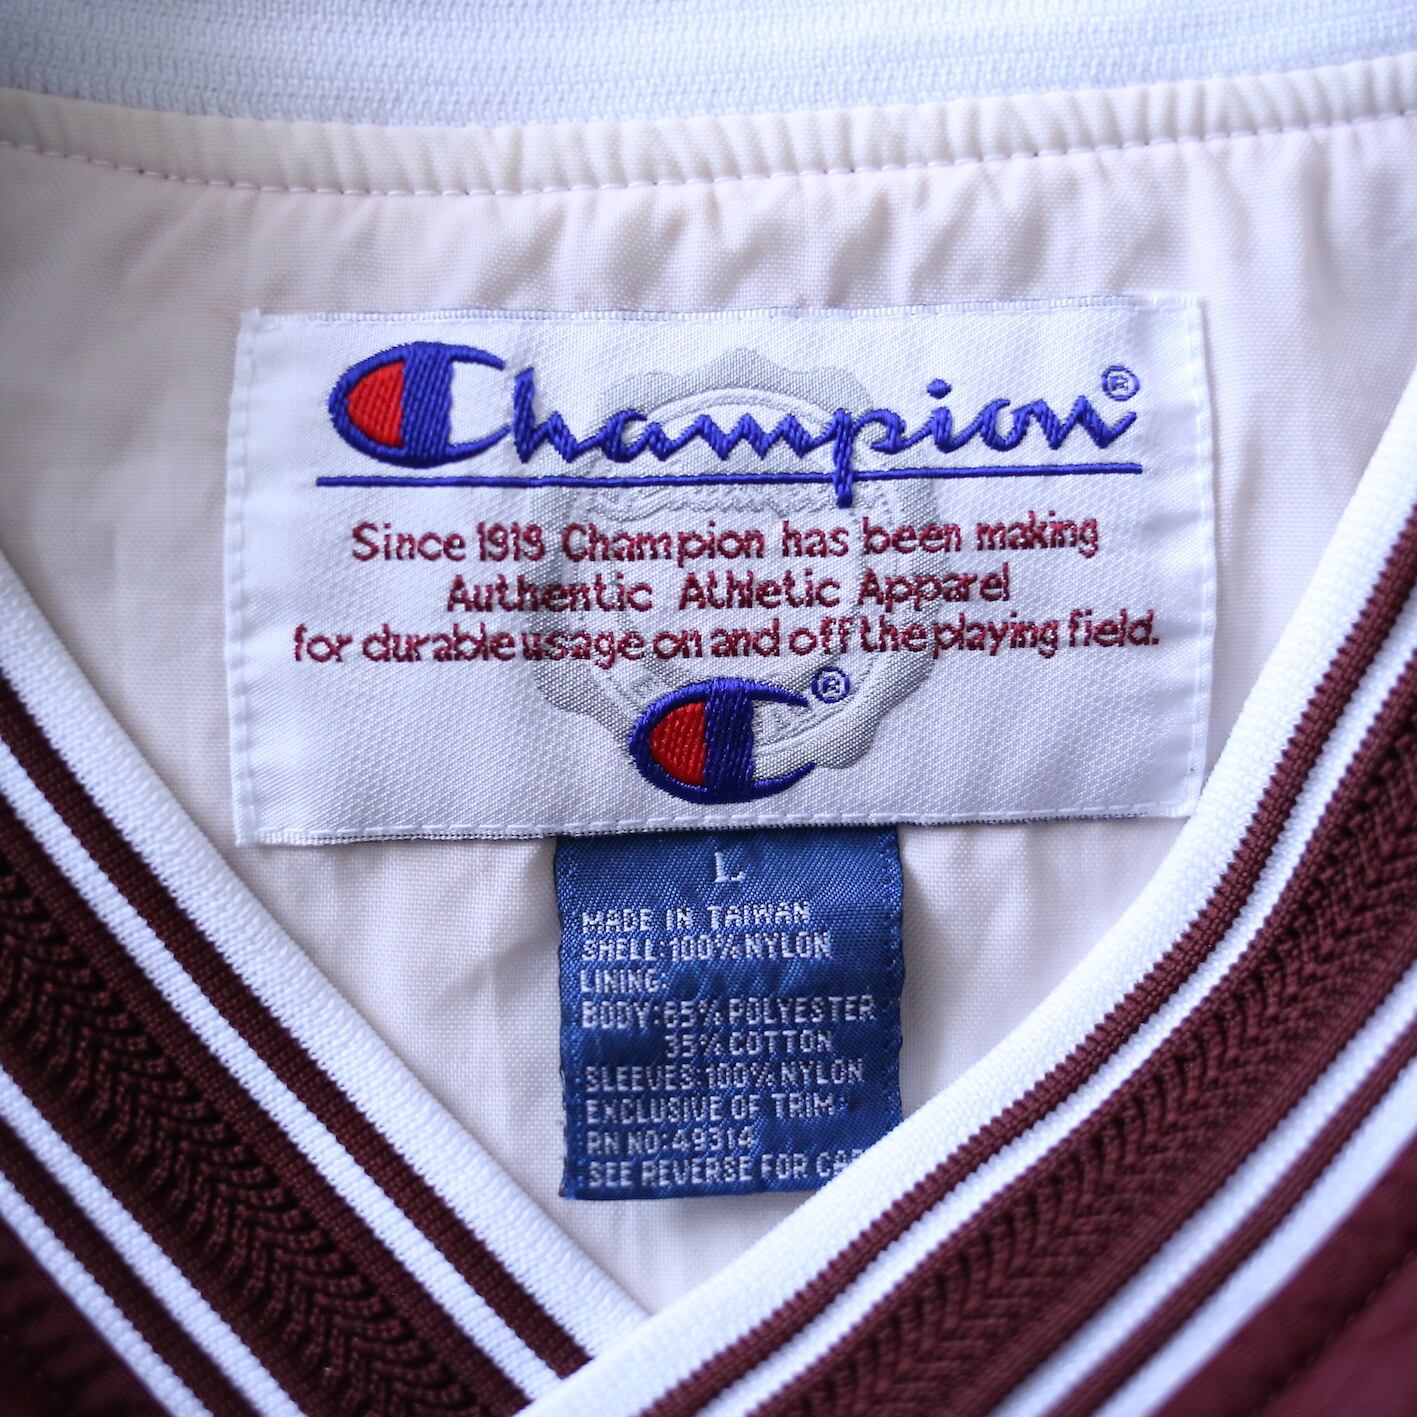 Champion®
Since 1919 Champion has been making
Authentic Athletic Apparel
for durable usage on and off the playing field.
®
L
MADE IN TAIWAN
SHELL:100% NYLON
LINING:
BODY:65% POLYESTER
35% COTTON
SLEEVES:100% NYLON
EXCLUSIVE OF TRIM
RN NO:49314
SEE REVERSE FOR